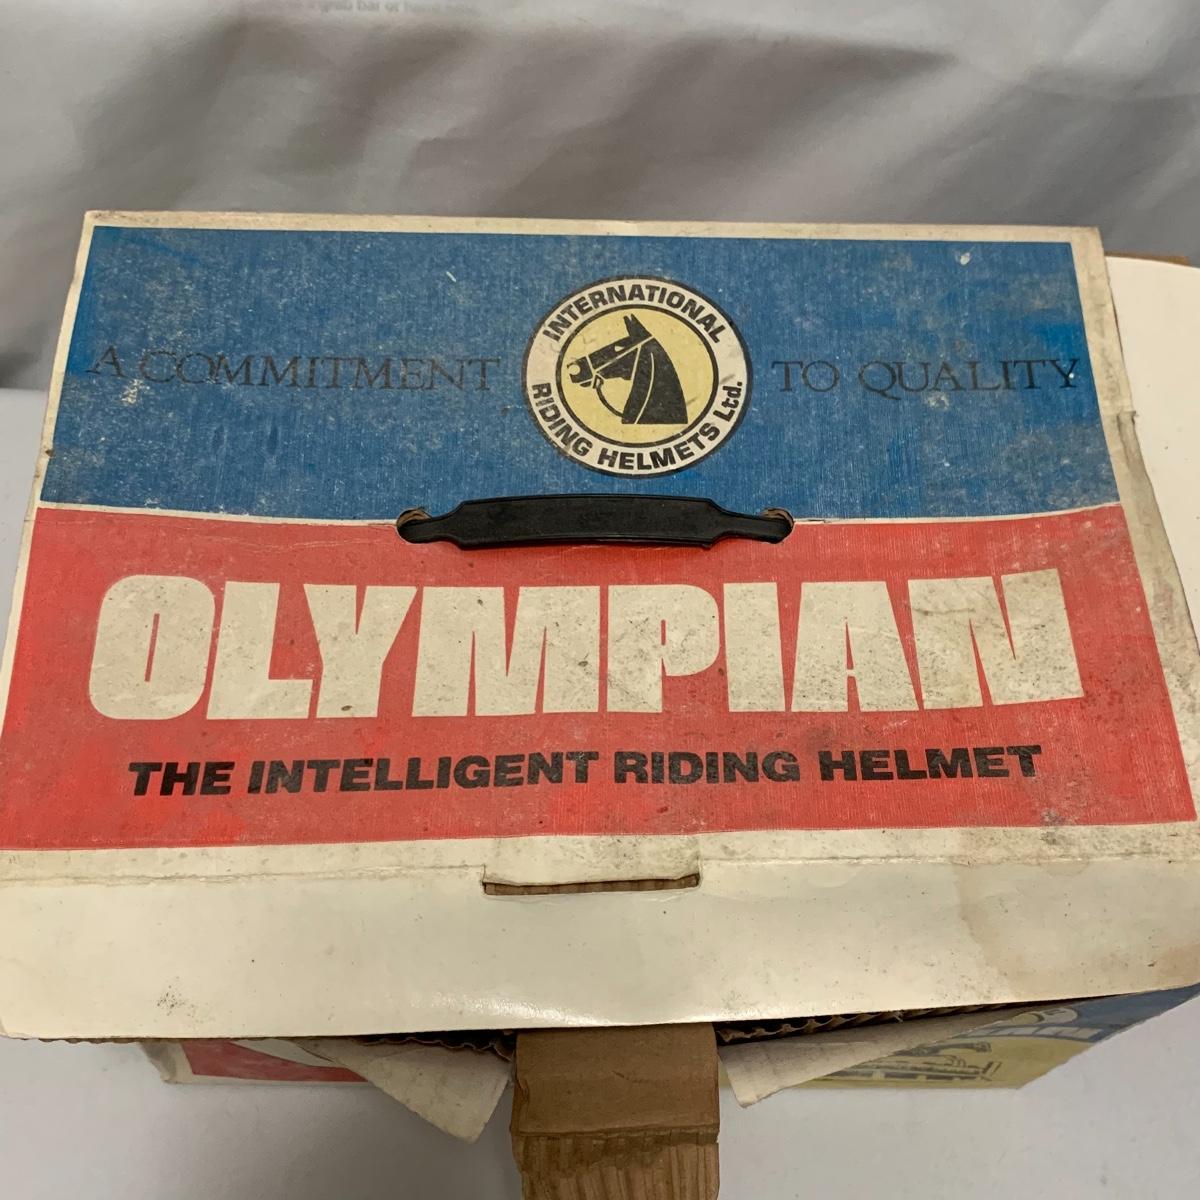 A COMMITMENT TO QUALITY
INTERNATIONAL
RIDING HELMETS Ltd.
OLYMPIAN
THE INTELLIGENT RIDING HELMET